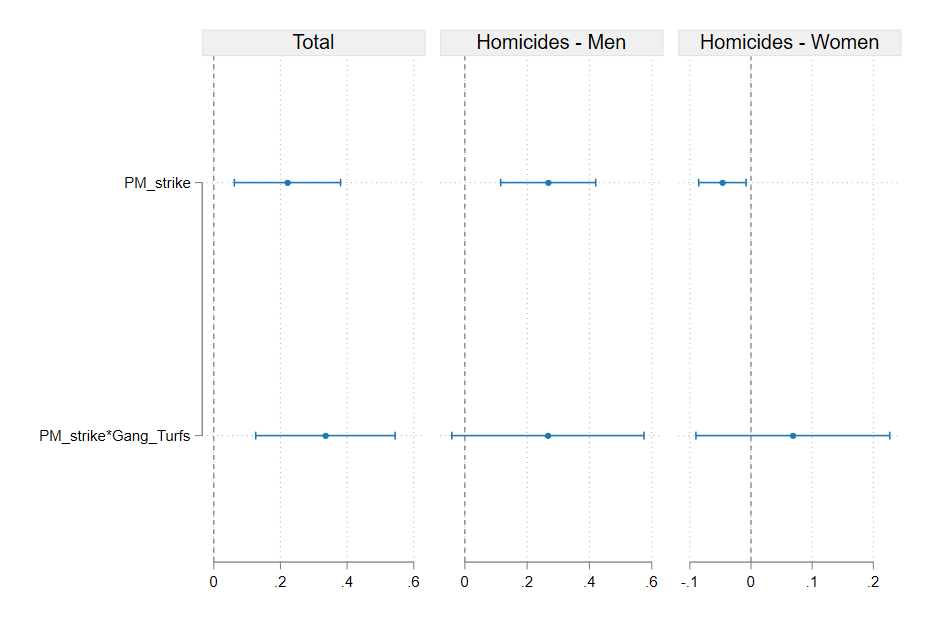 Total
Homicides - Men
Homicides - Women
PM_strike
PM_strike*Gang_Turfs
0 .2 .4 .6
0 .2 .4 .6
-.1 0 .1 .2